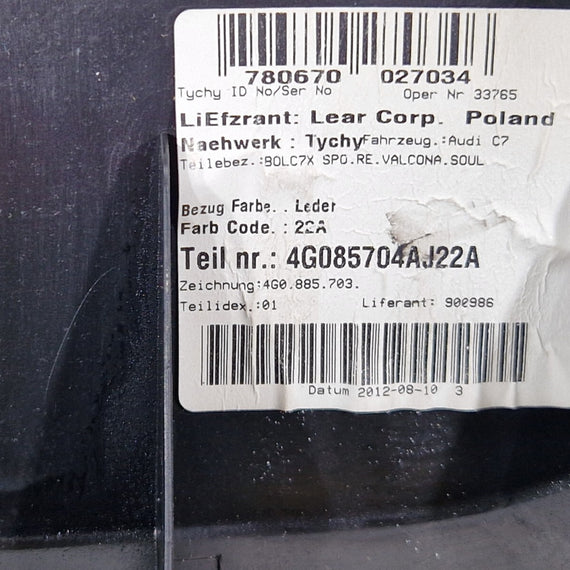 780670 027034
Tychy ID No/Ser No Oper Nr 33765
LiEfzrant: Lear Corp. Poland
Naehwerk : Tychy Fahrzeug.:Audi C7
Teilebez.:BOLC7X SPO.RE.VALCONA.SOUL
Bezug Farbe. . Leder
Farb Code. : 22A
Teil nr.: 4G085704AJ22A
Zeichnung:4G0.885.703.
Teilidex.:01 Liferant: 900986
Datum 2012-08-10 3